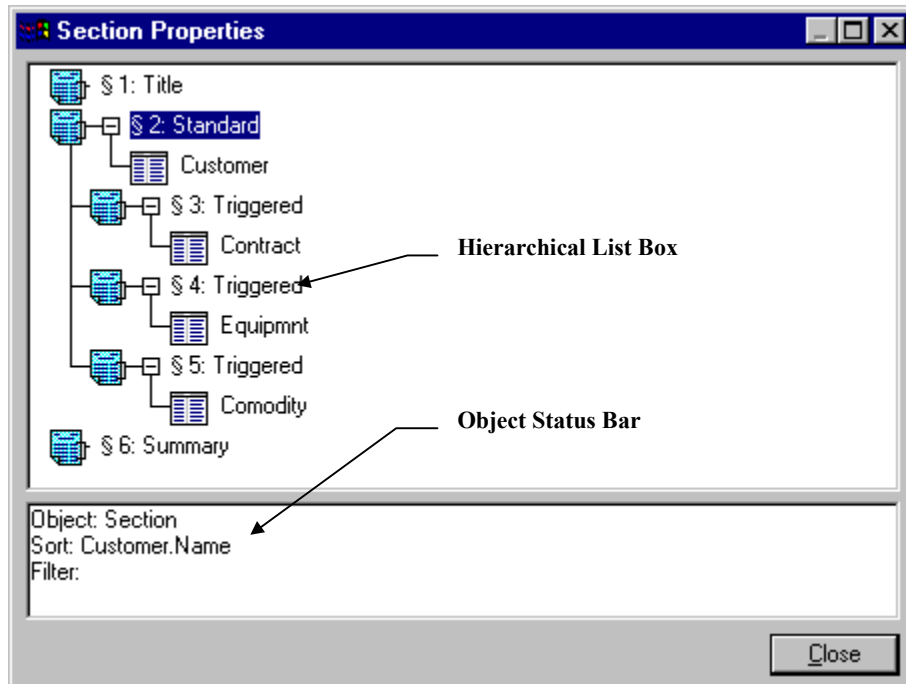 Section Properties
§ 1: Title
§ 2: Standard
Customer
§ 3: Triggered
Contract
Hierarchical List Box
§ 4: Triggered
Equipmnt
§ 5: Triggered
Comodity
Object Status Bar
§ 6: Summary
Object: Section
Sort: Customer.Name
Filter:
Close